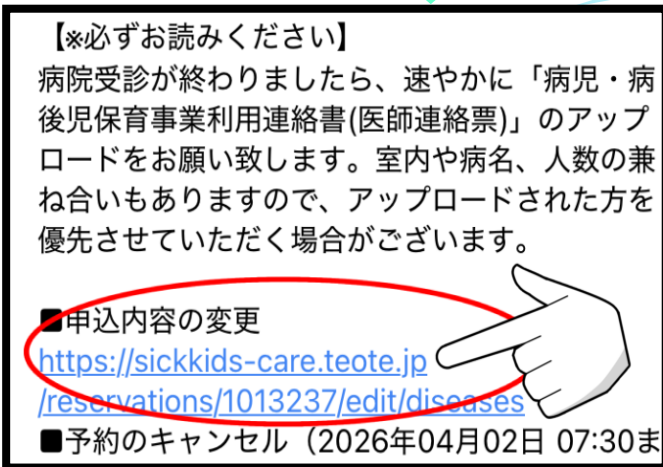 【※必ずお読みください】
病院受診が終わりましたら、速やかに「病児・病
後児保育事業利用連絡書(医師連絡票)」のアップ
ロードをお願い致します。室内や病名、人数の兼
ね合いもありますので、アップロードされた方を
優先させていただく場合がございます。
■申込内容の変更
https://sickkids-care.teote.jp
/reservations/1013237/edit/diseases
■予約のキャンセル（2026年04月02日 07:30ま